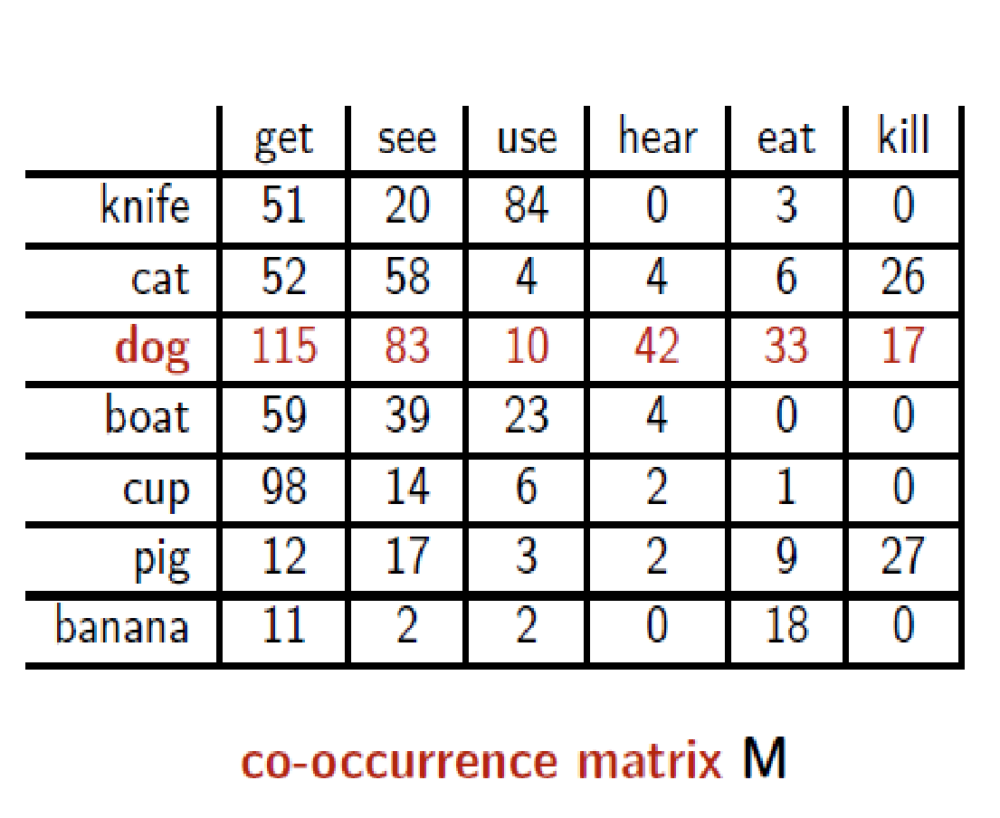 get see use hear eat kill
knife 51 20 84 0 3 0
cat 52 58 4 4 6 26
dog 115 83 10 42 33 17
boat 59 39 23 4 0 0
cup 98 14 6 2 1 0
pig 12 17 3 2 9 27
banana 11 2 2 0 18 0
co-occurrence matrix M